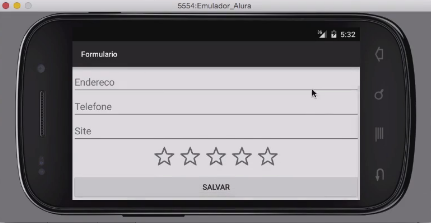 5554:Emulador_Alura
5:32
Formulario
Endereco
Telefone
Site
SALVAR